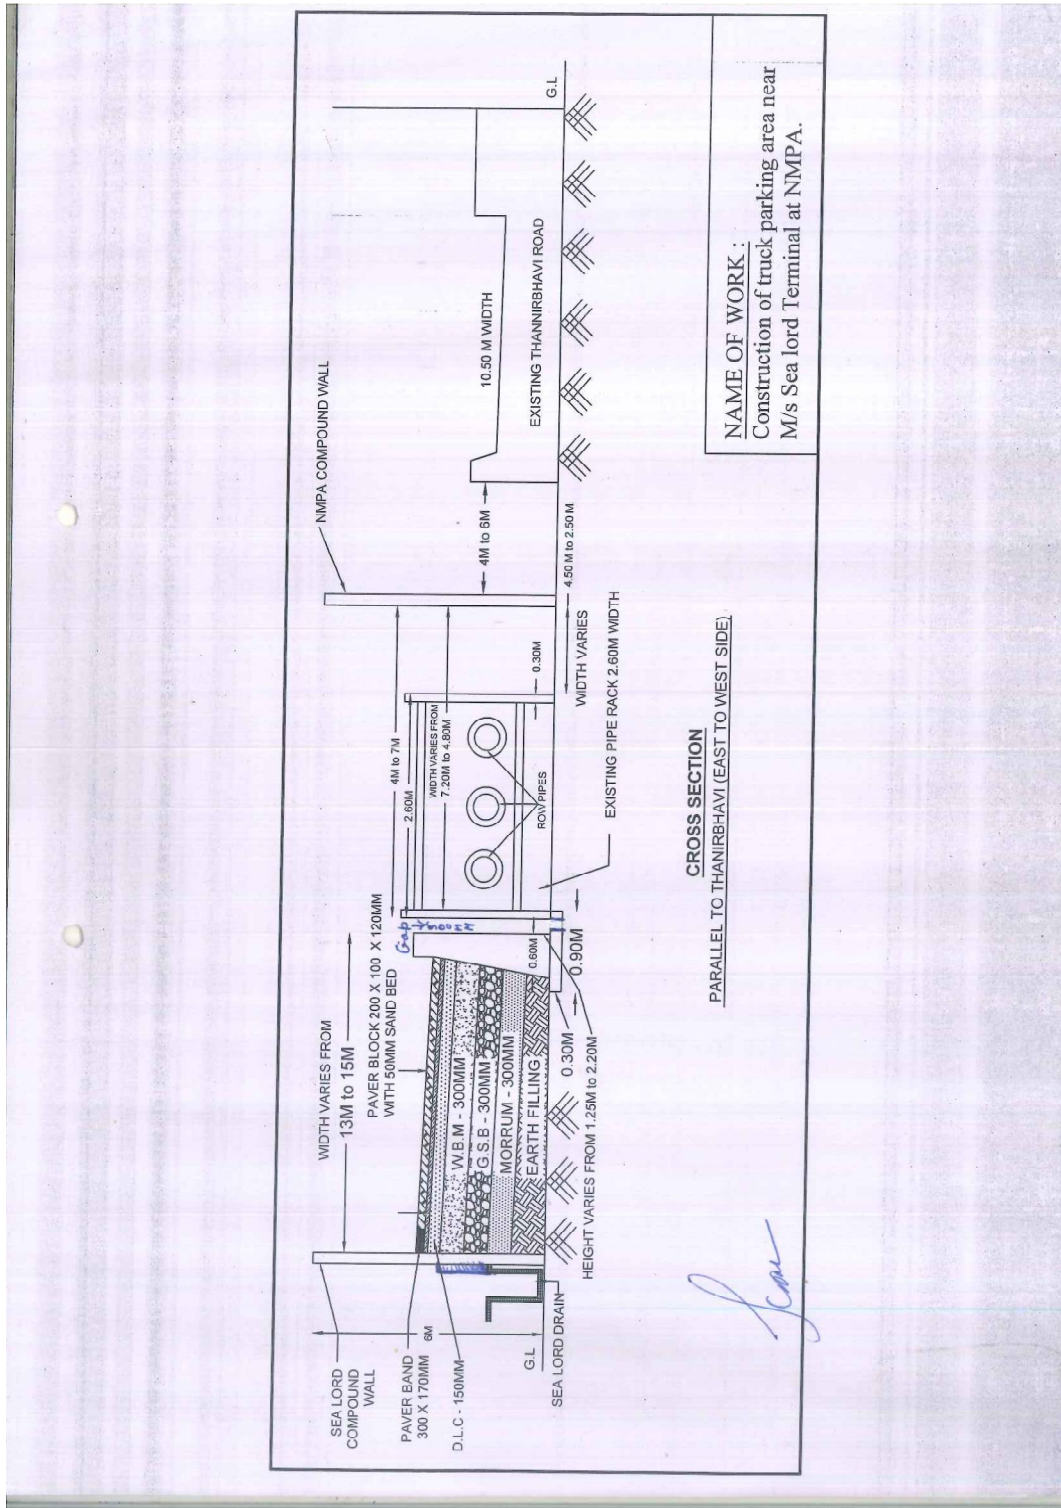 SEA LORD
COMPOUND
WALL
PAVER BAND
300 X 170MM
D.L.C - 150MM
6M
G.L
SEA LORD DRAIN
WIDTH VARIES FROM
13M to 15M
PAVER BLOCK 200 X 100 X 120MM
WITH 50MM SAND BED
W.B.M - 300MM
G.S.B - 300MM
MORRUM - 300MM
EARTH FILLING
0.30M
HEIGHT VARIES FROM 1.25M to 2.20M
Gap
0.60M
0.90M
4M to 7M
2.60M
WIDTH VARIES FROM
7.20M to 4.80M
ROW PIPES
0.30M
EXISTING PIPE RACK 2.60M WIDTH
WIDTH VARIES
4.50 M to 2.50 M
NMPA COMPOUND WALL
4M to 6M
10.50 M WIDTH
EXISTING THANNIRBHAVI ROAD
G.L
CROSS SECTION
PARALLEL TO THANIRBHAVI (EAST TO WEST SIDE)
NAME OF WORK :
Construction of truck parking area near
M/s Sea lord Terminal at NMPA.